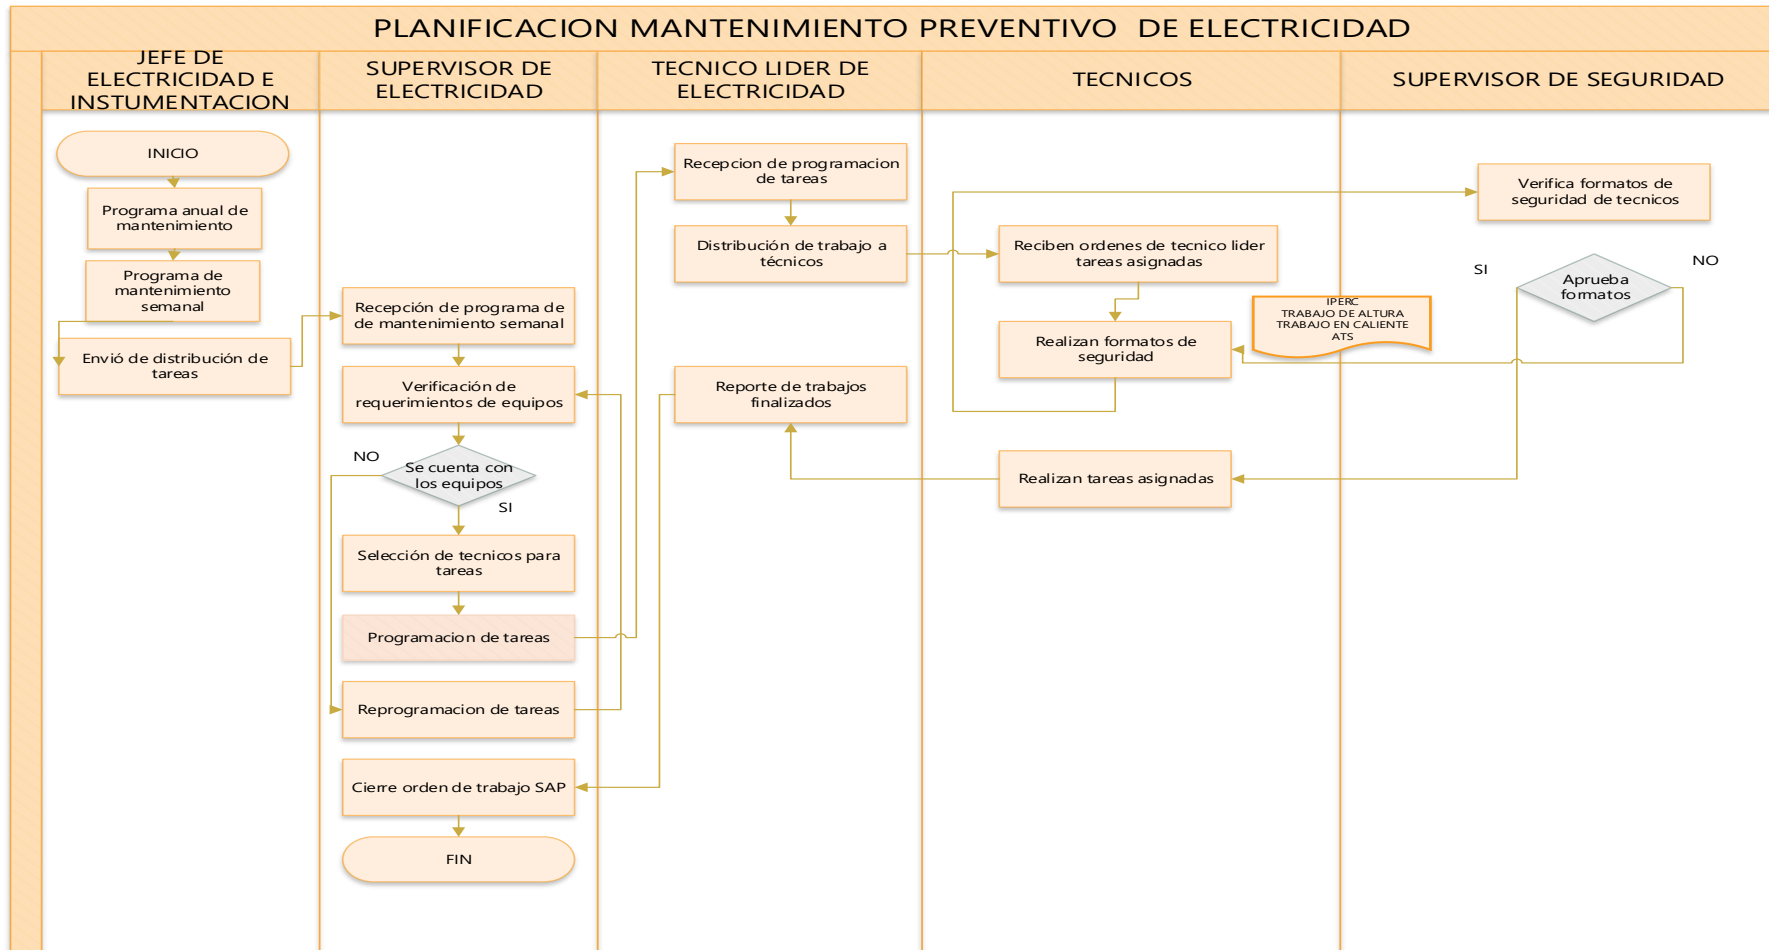 PLANIFICACION MANTENIMIENTO PREVENTIVO DE ELECTRICIDAD
JEFE DE
ELECTRICIDAD E
INSTUMENTACION
SUPERVISOR DE
ELECTRICIDAD
TECNICO LIDER DE
ELECTRICIDAD
TECNICOS
SUPERVISOR DE SEGURIDAD
INICIO
Programa anual de
mantenimiento
Programa de
mantenimiento
semanal
Envió de distribución de
tareas
Recepción de programa de
de mantenimiento semanal
Verificación de
requerimientos de equipos
NO
Se cuenta con
los equipos
SI
Selección de tecnicos para
tareas
Programacion de tareas
Reprogramacion de tareas
Cierre orden de trabajo SAP
FIN
Recepcion de programacion
de tareas
Distribución de trabajo a
técnicos
Reporte de trabajos
finalizados
Reciben ordenes de tecnico lider
tareas asignadas
Realizan formatos de
seguridad
IPERC
TRABAJO DE ALTURA
TRABAJO EN CALIENTE
ATS
Realizan tareas asignadas
Verifica formatos de
seguridad de tecnicos
SI
Aprueba
formatos
NO